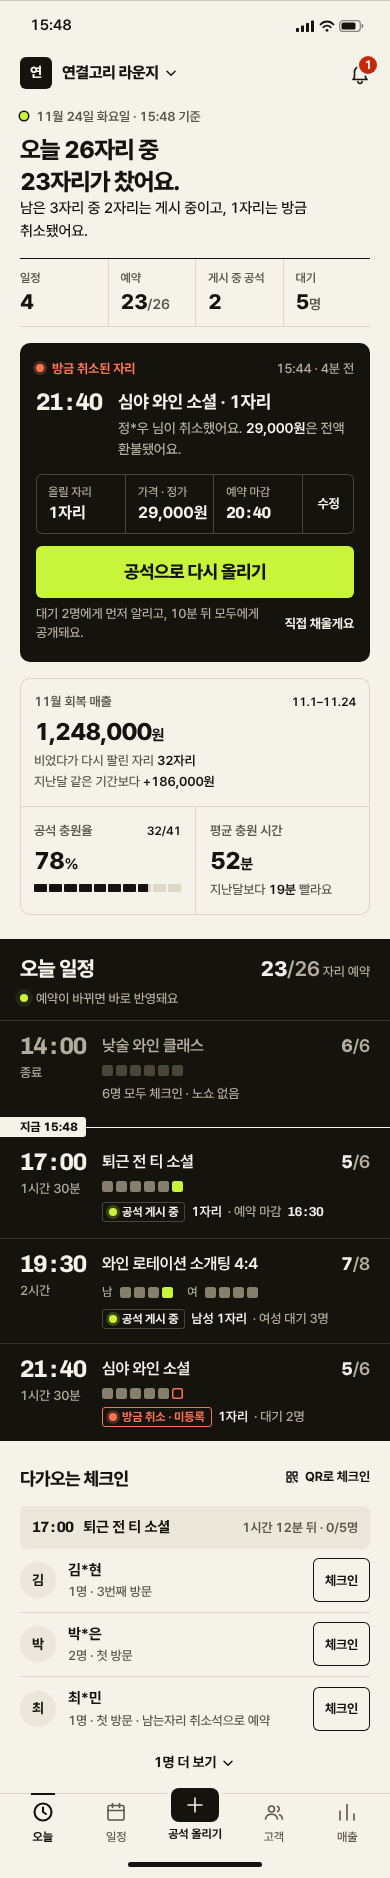 15:48
연 연결고리 라운지
1
11월 24일 화요일 · 15:48 기준
오늘 26자리 중
23자리가 찼어요.
남은 3자리 중 2자리는 게시 중이고, 1자리는 방금
취소됐어요.
일정 예약 게시 중 공석 대기
4 23/26 2 5명
방금 취소된 자리 15:44 · 4분 전
21:40 심야 와인 소셜 · 1자리
정*우 님이 취소했어요. 29,000원은 전액
환불됐어요.
올릴 자리 가격 · 정가 예약 마감 수정
1자리 29,000원 20:40
공석으로 다시 올리기
대기 2명에게 먼저 알리고, 10분 뒤 모두에게
공개돼요.
직접 채울게요
11월 회복 매출 11.1–11.24
1,248,000원
비었다가 다시 팔린 자리 32자리
지난달 같은 기간보다 +186,000원
공석 충원율 32/41
78%
평균 충원 시간
52분
지난달보다 19분 빨라요
오늘 일정 23/26 자리 예약
예약이 바뀌면 바로 반영돼요
14:00 낮술 와인 클래스 6/6
종료
6명 모두 체크인 · 노쇼 없음
지금 15:48
17:00 퇴근 전 티 소셜 5/6
1시간 30분
공석 게시 중 1자리 · 예약 마감 16:30
19:30 와인 로테이션 소개팅 4:4 7/8
2시간 남 여
공석 게시 중 남성 1자리 · 여성 대기 3명
21:40 심야 와인 소셜 5/6
1시간 30분
방금 취소 · 미등록 1자리 · 대기 2명
다가오는 체크인 QR로 체크인
17:00 퇴근 전 티 소셜 1시간 12분 뒤 · 0/5명
김 김*현 체크인
1명 · 3번째 방문
박 박*은 체크인
2명 · 첫 방문
최 최*민 체크인
1명 · 첫 방문 · 남는자리 취소석으로 예약
1명 더 보기
오늘 일정 공석 올리기 고객 매출